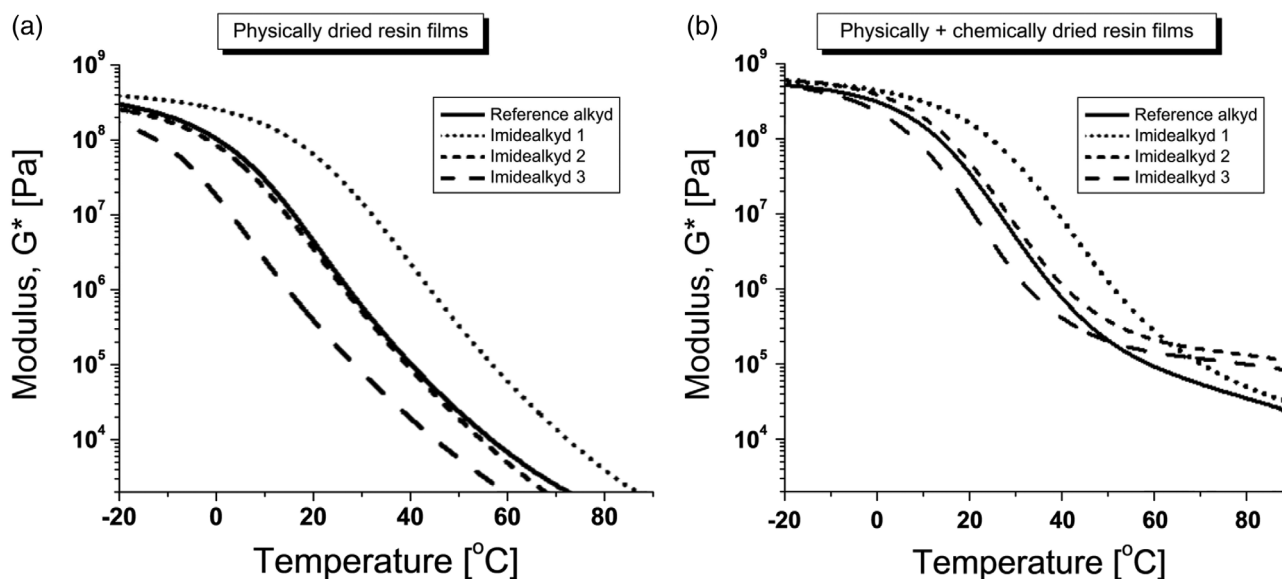 (a)
Physically dried resin films
Modulus, G* [Pa]
10⁹
10⁸
10⁷
10⁶
10⁵
10⁴
Reference alkyd
Imidealkyd 1
Imidealkyd 2
Imidealkyd 3
-20
0
20
40
60
80
Temperature [°C]
(b)
Physically + chemically dried resin films
Modulus, G* [Pa]
10⁹
10⁸
10⁷
10⁶
10⁵
10⁴
Reference alkyd
Imidealkyd 1
Imidealkyd 2
Imidealkyd 3
-20
0
20
40
60
80
Temperature [°C]